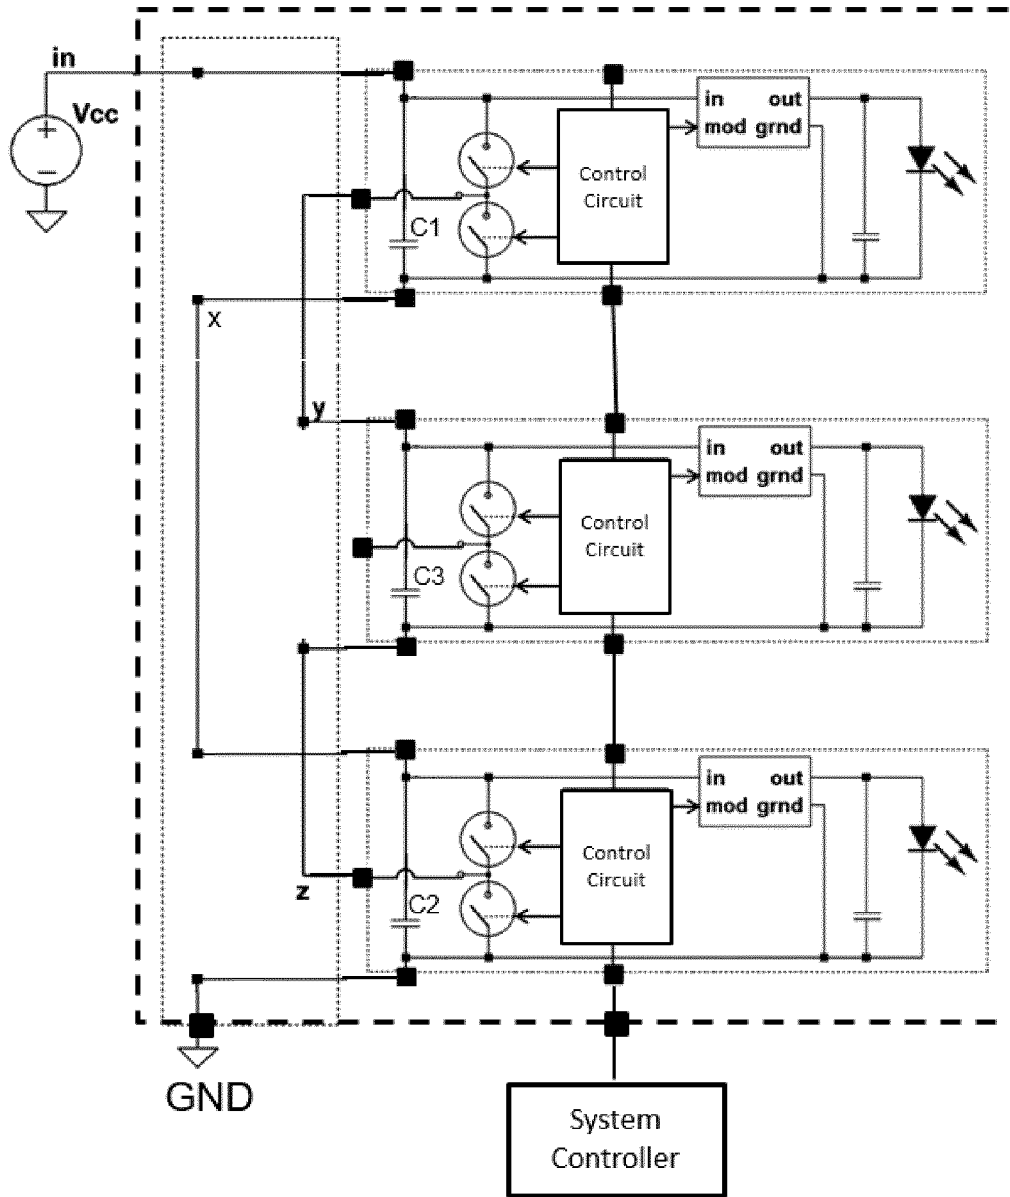 in
Vcc
in out
mod grnd
Control
Circuit
C1
x
y
in out
mod grnd
Control
Circuit
C3
in out
mod grnd
Control
Circuit
z
C2
GND
System
Controller